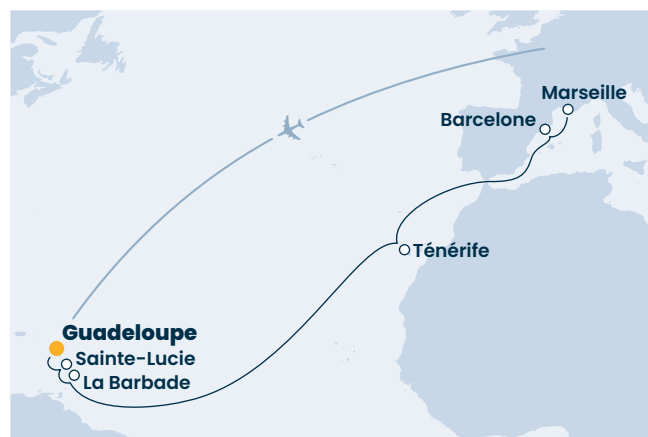 Marseille
Barcelone
Ténérife
Guadeloupe
Sainte-Lucie
La Barbade